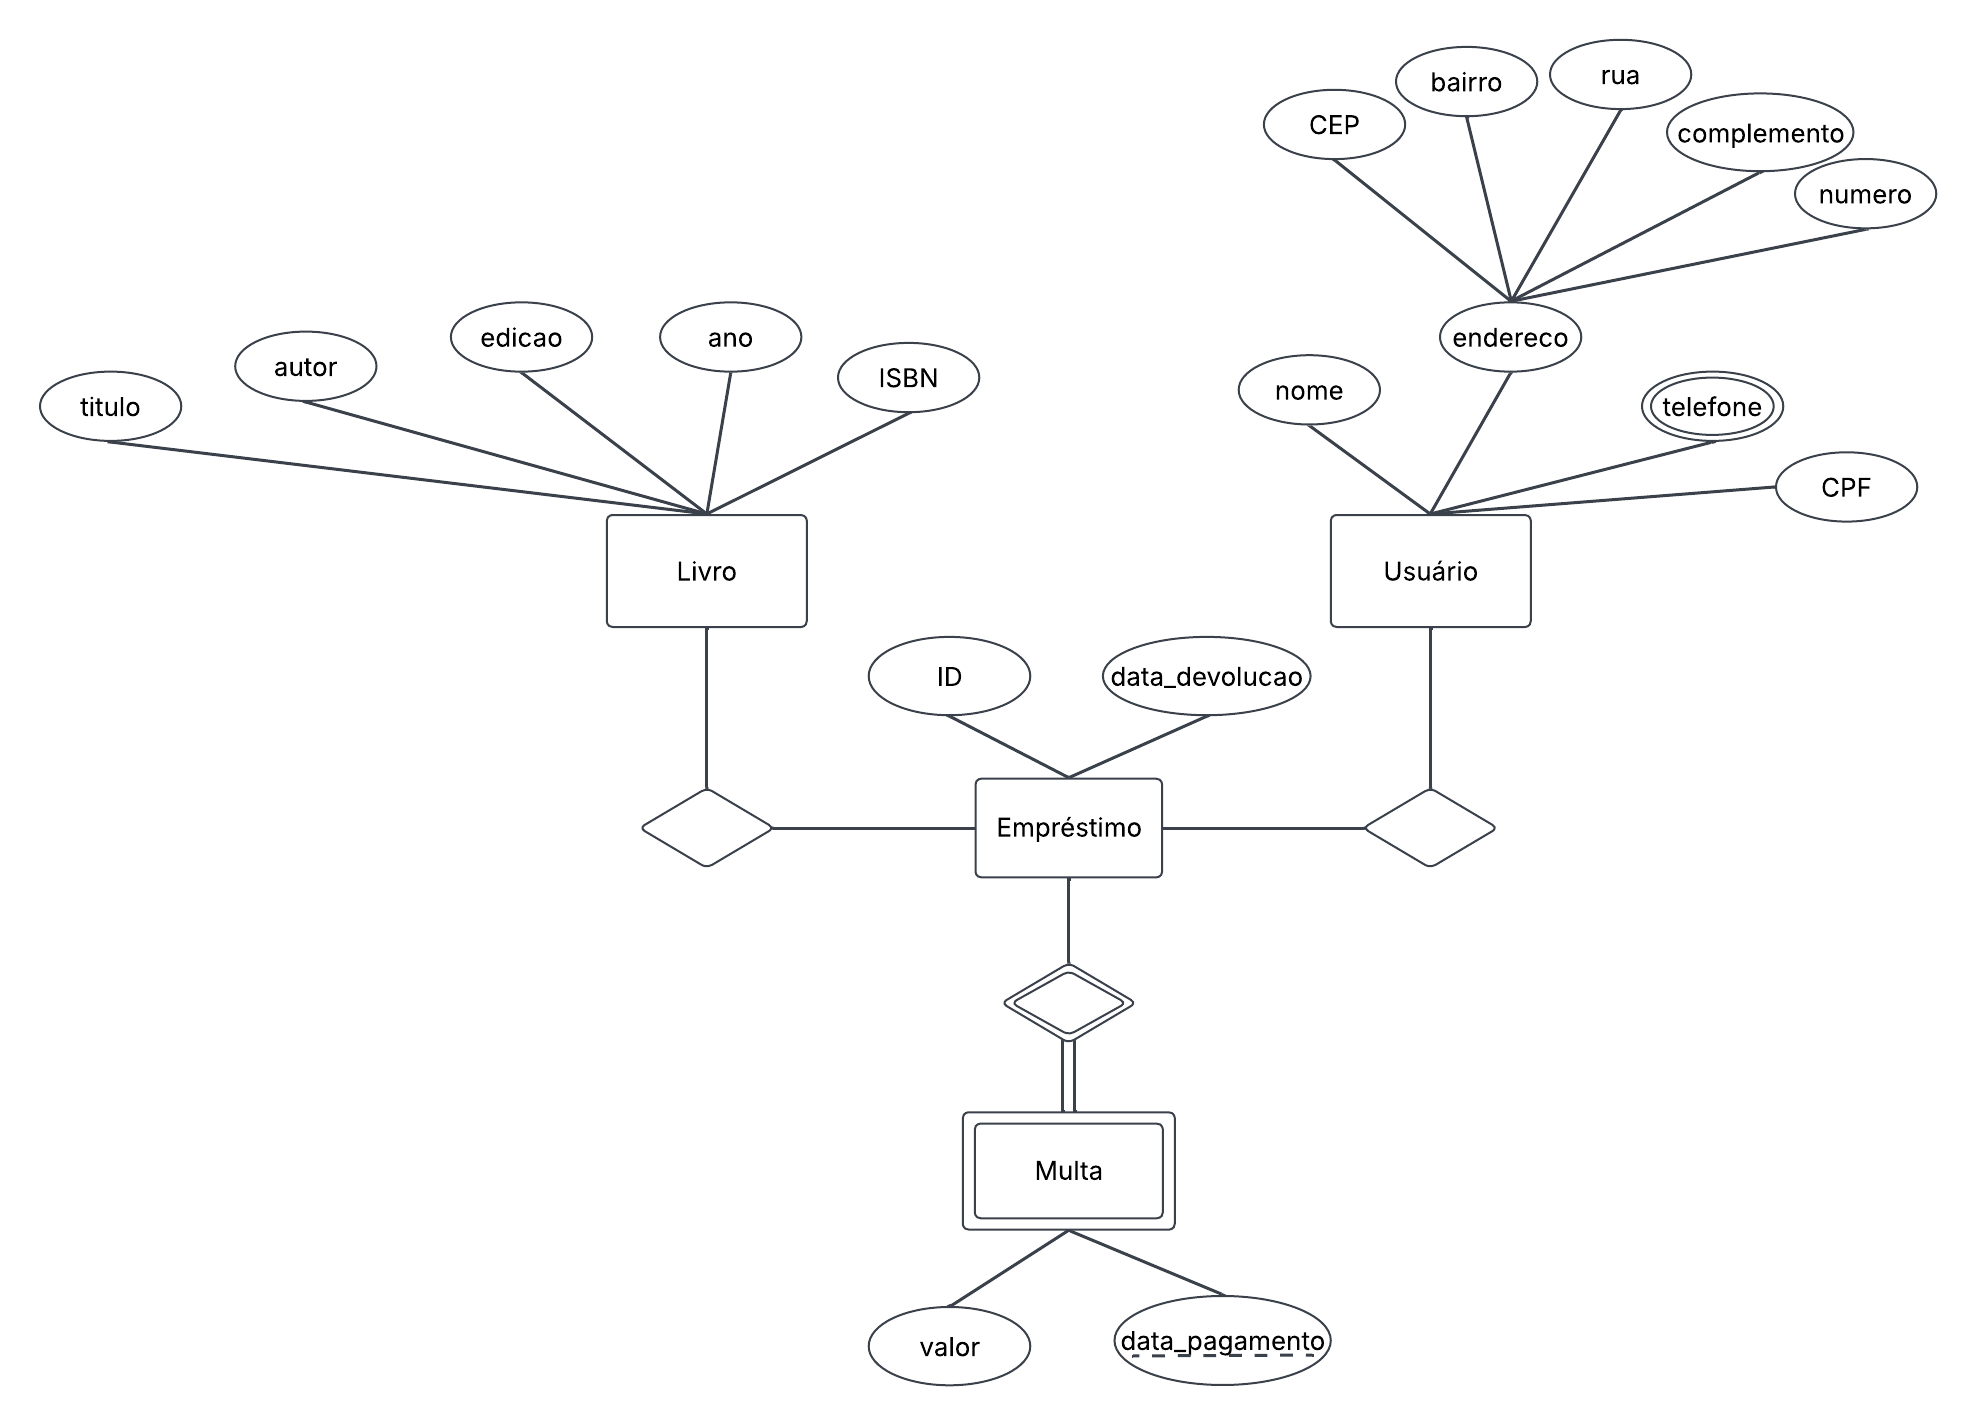 rua
bairro
CEP
complemento
numero
edicao
ano
endereco
autor
ISBN
nome
titulo
telefone
CPF
Livro
Usuário
ID
data_devolucao
Empréstimo
Multa
valor
data_pagamento